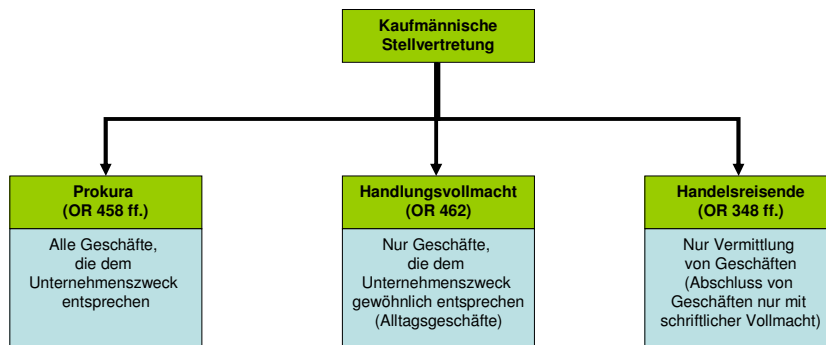 Kaufmännische
Stellvertretung
Prokura
(OR 458 ff.)
Alle Geschäfte,
die dem
Unternehmenszweck
entsprechen
Handlungsvollmacht
(OR 462)
Nur Geschäfte,
die dem
Unternehmenszweck
gewöhnlich entsprechen
(Alltagsgeschäfte)
Handelsreisende
(OR 348 ff.)
Nur Vermittlung
von Geschäften
(Abschluss von
Geschäften nur mit
schriftlicher Vollmacht)